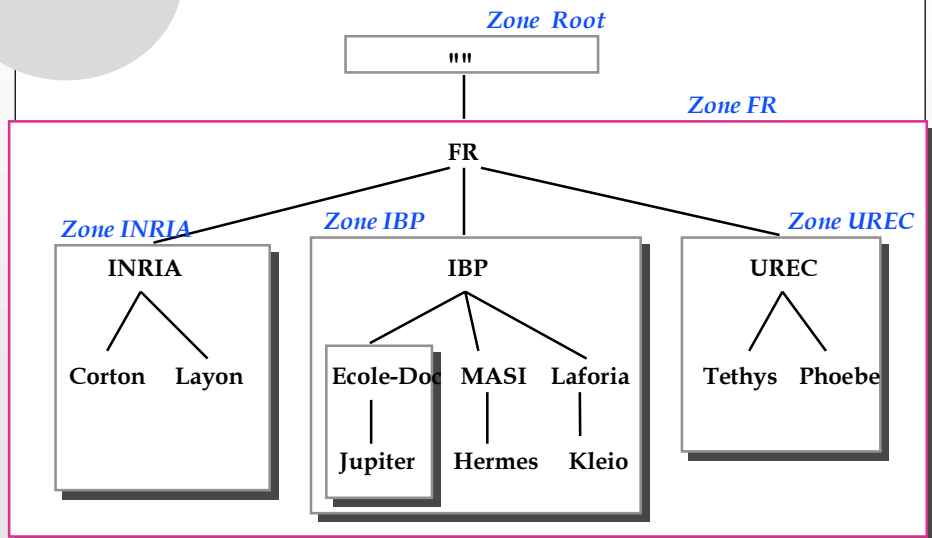 Zone Root
""
Zone FR
FR
Zone INRIA Zone IBP Zone UREC
INRIA IBP UREC
Corton Layon Ecole-Doc MASI Laforia Tethys Phoebe
Jupiter Hermes Kleio